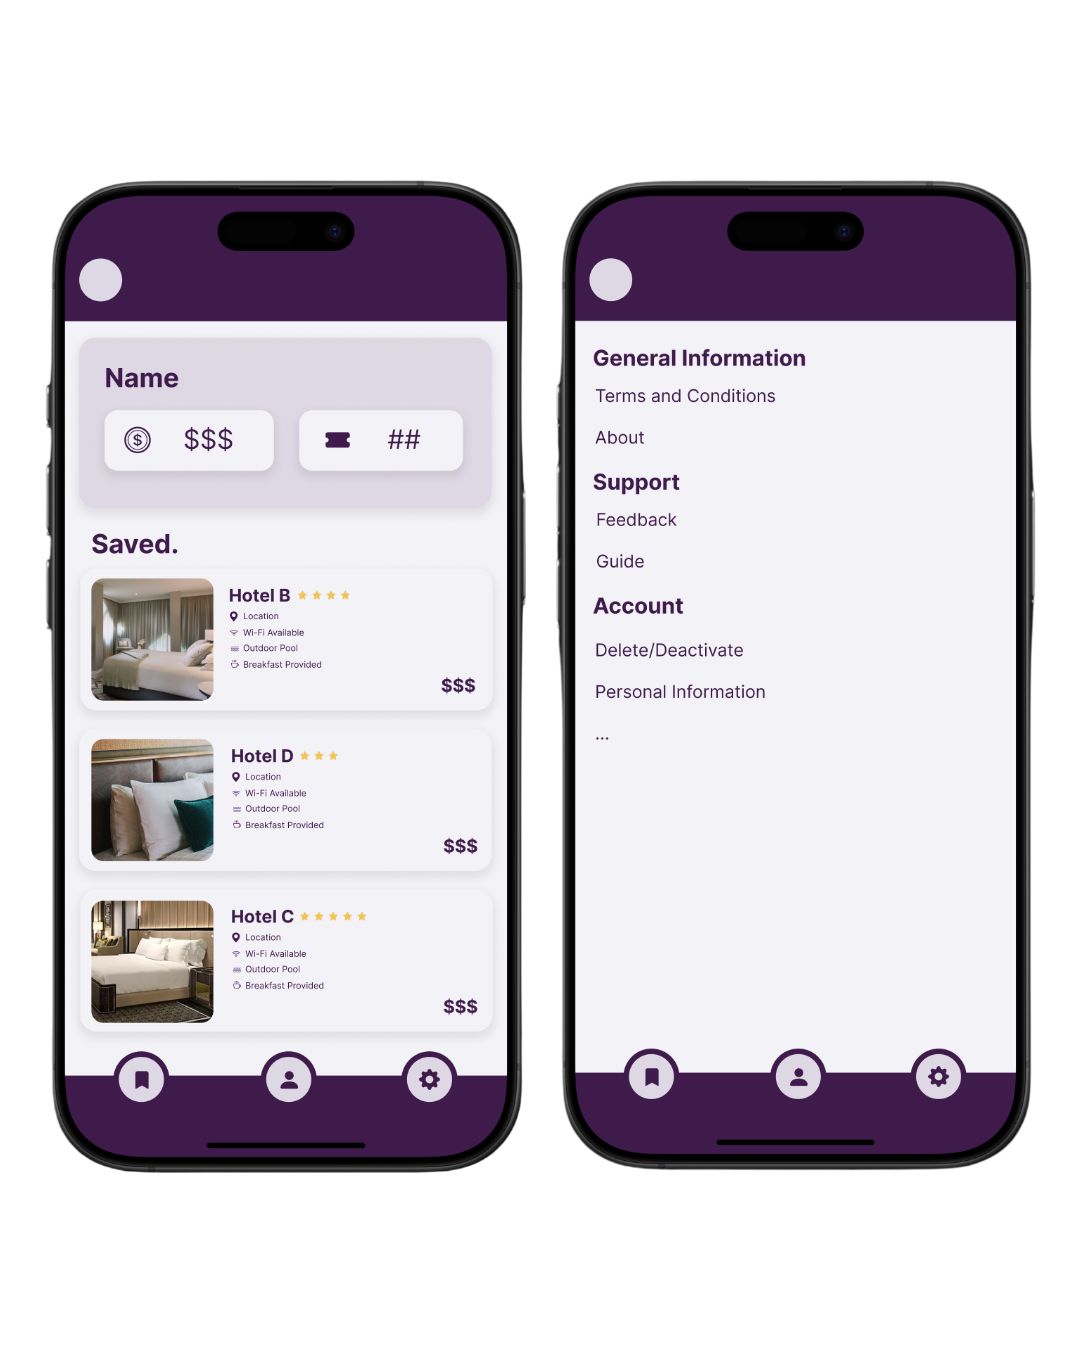 Name
$$$ ##
Saved.
Hotel B
Location
Wi-Fi Available
Outdoor Pool
Breakfast Provided
$$$
Hotel D
Location
Wi-Fi Available
Outdoor Pool
Breakfast Provided
$$$
Hotel C
Location
Wi-Fi Available
Outdoor Pool
Breakfast Provided
$$$
General Information
Terms and Conditions
About
Support
Feedback
Guide
Account
Delete/Deactivate
Personal Information
...